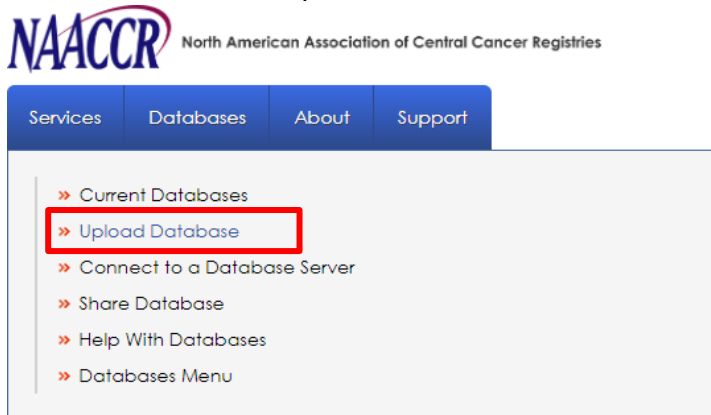 NAACCR North American Association of Central Cancer Registries
Services Databases About Support
» Current Databases
» Upload Database
» Connect to a Database Server
» Share Database
» Help With Databases
» Databases Menu